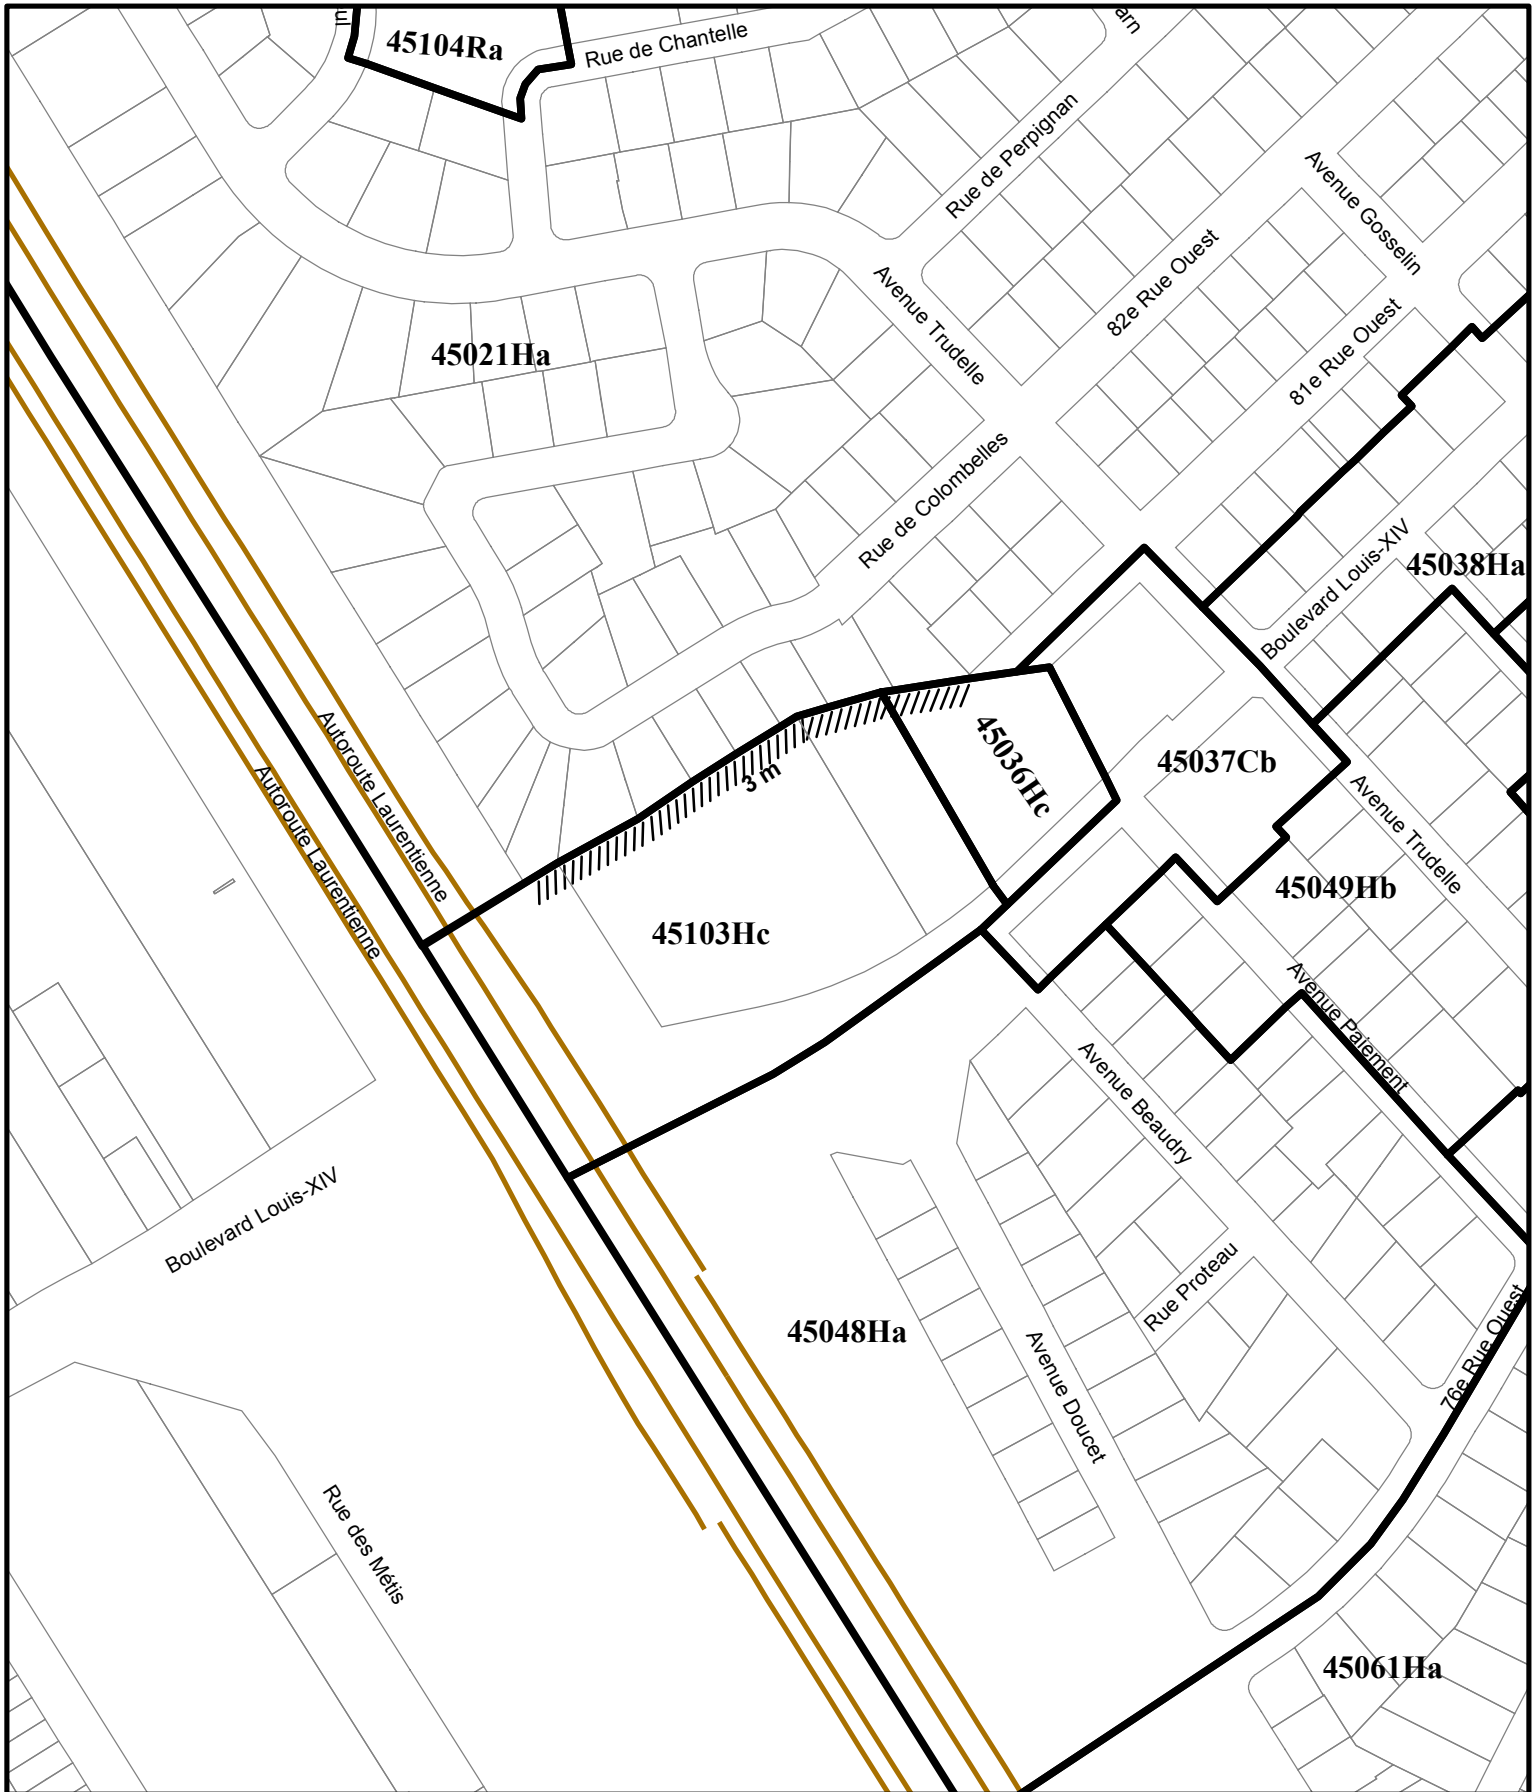 m
45104Ra
Rue de Chantelle
arn
Rue de Perpignan
Avenue Gosselin
82e Rue Ouest
Avenue Trudelle
81e Rue Ouest
45021Ha
Rue de Colombelles
Boulevard Louis-XIV
45038Ha
Autoroute Laurentienne
Autoroute Laurentienne
3 m
45036Hc
45037Cb
Avenue Trudelle
45049Hb
45103Hc
Avenue Paiement
Avenue Beaudry
Boulevard Louis-XIV
Rue Proteau
45048Ha
Avenue Doucet
76e Rue Ouest
Rue des Métis
45061Ha